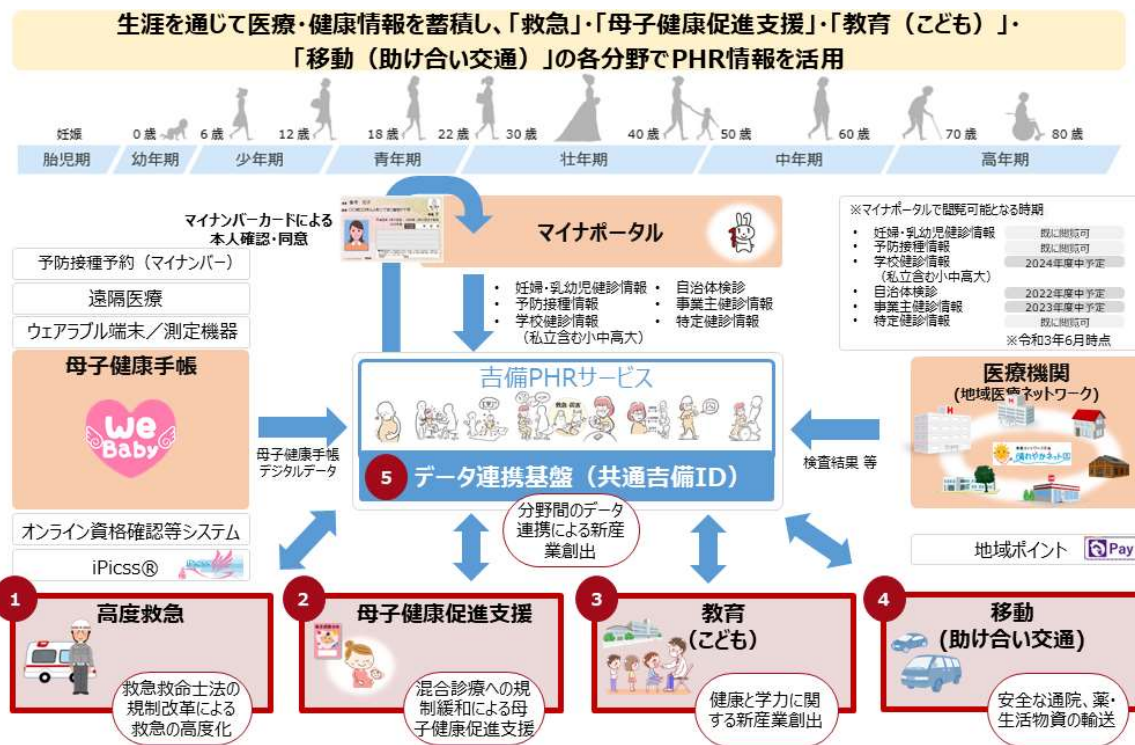 生涯を通じて医療・健康情報を蓄積し、「救急」・「母子健康促進支援」・「教育（こども）」・
「移動（助け合い交通）」の各分野でPHR情報を活用
妊娠 0歳 6歳 12歳 18歳 22歳 30歳 40歳 50歳 60歳 70歳 80歳
胎児期 幼年期 少年期 青年期 壮年期 中年期 高年期
マイナンバーカードによる
本人確認・同意
マイナポータル
※マイナポータルで閲覧可能となる時期
・ 妊婦・乳幼児健診情報 既に閲覧可
・ 予防接種情報 既に閲覧可
・ 学校健診情報 2024年度中予定
（私立含む小中高大）
・ 自治体検診 2022年度中予定
・ 事業主健診情報 2023年度中予定
・ 特定健診情報 既に閲覧可
※令和3年6月時点
予防接種予約（マイナンバー）
遠隔医療
ウェアラブル端末／測定機器
・ 妊婦・乳幼児健診情報 ・ 自治体検診
・ 予防接種情報 ・ 事業主健診情報
・ 学校健診情報 ・ 特定健診情報
（私立含む小中高大）
母子健康手帳
We
Baby
母子健康手帳
デジタルデータ
吉備PHRサービス
5 データ連携基盤（共通吉備ID）
分野間のデータ
連携による新産
業創出
検査結果 等
医療機関
(地域医療ネットワーク)
晴れやかネット
オンライン資格確認等システム
iPicss®
地域ポイント
Pay
1 高度救急
救急救命士法の
規制改革による
救急の高度化
2 母子健康促進支援
混合診療への規
制緩和による母
子健康促進支援
3 教育
(こども)
健康と学力に関
する新産業創出
4 移動
(助け合い交通)
安全な通院、薬・
生活物資の輸送